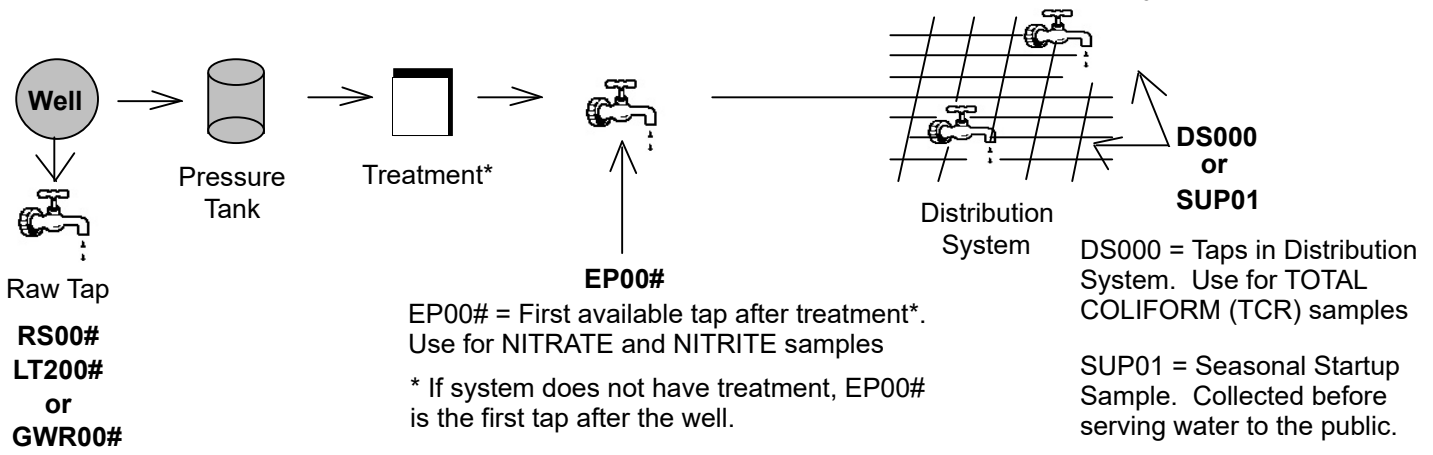 Well
Pressure
Tank
Treatment*
Raw Tap
RS00#
LT200#
or
GWR00#
EP00#
EP00# = First available tap after treatment*.
Use for NITRATE and NITRITE samples
* If system does not have treatment, EP00#
is the first tap after the well.
Distribution
System
DS000
or
SUP01
DS000 = Taps in Distribution
System.  Use for TOTAL
COLIFORM (TCR) samples
SUP01 = Seasonal Startup
Sample.  Collected before
serving water to the public.